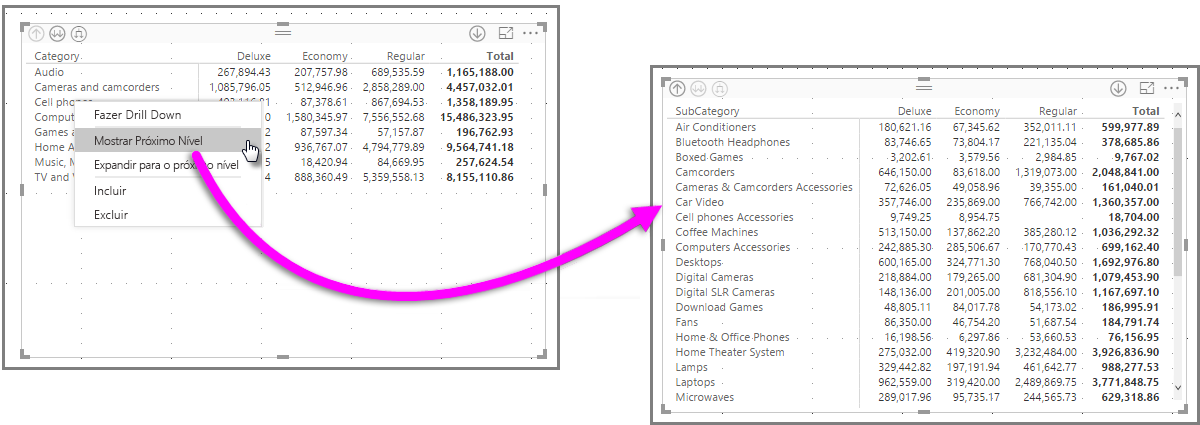 Category Deluxe Economy Regular Total
Audio 267,894.43 207,757.98 689,535.59 1,165,188.00
Cameras and camcorders 1,085,796.05 512,946.96 2,858,289.00 4,457,032.01
Cell phones 87,378.61 867,694.53 1,358,189.95
Comput 0 1,580,345.97 7,556,552.68 15,486,323.95
Games a 2 87,597.34 57,157.87 196,762.93
Home A 2 936,767.07 4,794,779.89 9,564,741.18
Music, M 5 18,420.94 84,669.95 257,624.54
TV and V 4 888,360.49 5,359,558.13 8,155,110.86
Fazer Drill Down
Mostrar Próximo Nível
Expandir para o próximo nível
Incluir
Excluir
SubCategory Deluxe Economy Regular Total
Air Conditioners 180,621.16 67,345.62 352,011.11 599,977.89
Bluetooth Headphones 83,746.65 73,804.17 221,135.04 378,685.86
Boxed Games 3,202.61 3,579.56 2,984.85 9,767.02
Camcorders 646,150.00 83,618.00 1,319,073.00 2,048,841.00
Cameras & Camcorders Accessories 72,626.05 49,058.96 39,355.00 161,040.01
Car Video 357,746.00 235,869.00 766,742.00 1,360,357.00
Cell phones Accessories 9,749.25 8,954.75 18,704.00
Coffee Machines 513,150.00 137,862.20 385,280.12 1,036,292.32
Computers Accessories 242,885.30 285,506.67 170,770.43 699,162.40
Desktops 600,165.00 324,771.30 768,040.50 1,692,976.80
Digital Cameras 218,884.00 179,265.00 681,304.90 1,079,453.90
Digital SLR Cameras 148,136.00 201,005.00 818,556.10 1,167,697.10
Download Games 48,805.11 84,017.78 54,173.02 186,995.91
Fans 86,350.00 46,754.20 51,687.54 184,791.74
Home & Office Phones 16,198.56 6,297.86 53,660.53 76,156.95
Home Theater System 275,032.00 419,320.90 3,232,484.00 3,926,836.90
Lamps 329,442.82 197,191.94 461,642.77 988,277.53
Laptops 962,559.00 319,420.00 2,489,869.75 3,771,848.75
Microwaves 289,017.96 95,735.17 244,565.73 629,318.86